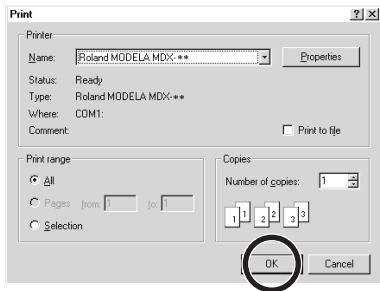 Print
Printer
Name: Roland MODELA MDX-** Properties
Status: Ready
Type: Roland MODELA MDX-**
Where: COM1:
Comment: Print to file
Print range
All
Pages from: 1 to: 1
Selection
Copies
Number of copies: 1
1 1 2 2 3 3
OK Cancel